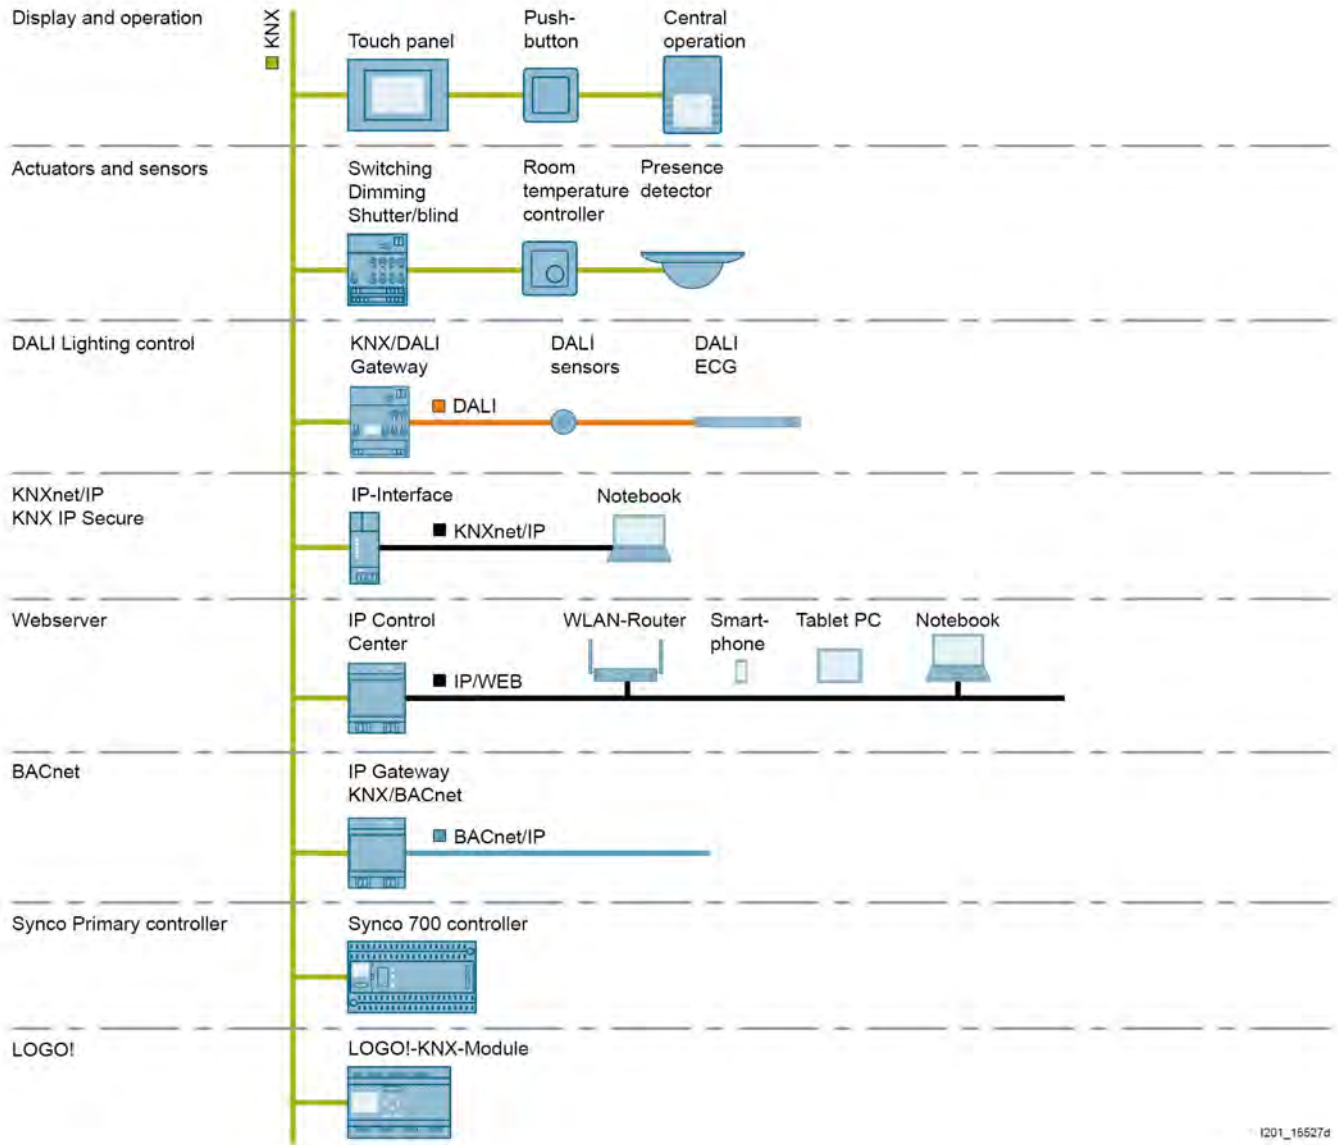 Display and operation
KNX
Touch panel
Push-
button
Central
operation
Actuators and sensors
Switching
Dimming
Shutter/blind
Room
temperature
controller
Presence
detector
DALI Lighting control
KNX/DALI
Gateway
DALI
sensors
DALI
ECG
DALI
KNXnet/IP
KNX IP Secure
IP-Interface
Notebook
KNXnet/IP
Webserver
IP Control
Center
WLAN-Router
Smart-
phone
Tablet PC
Notebook
IP/WEB
BACnet
IP Gateway
KNX/BACnet
BACnet/IP
Synco Primary controller
Synco 700 controller
LOGO!
LOGO!-KNX-Module
I201_16527d